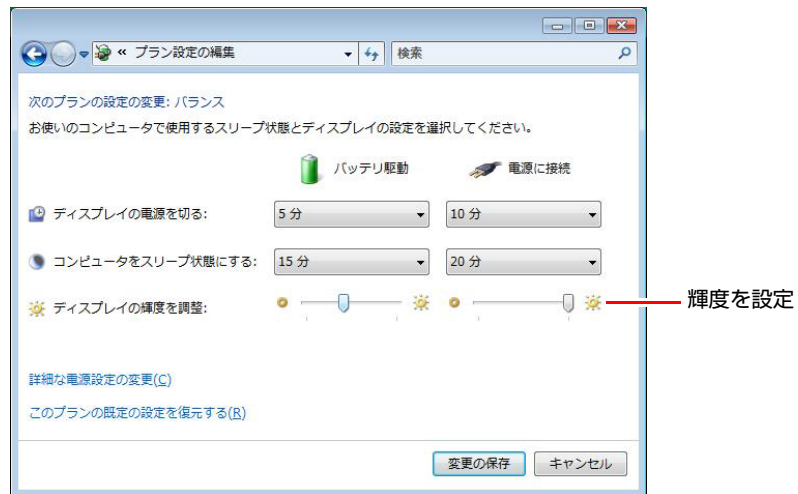 « プラン設定の編集 検索
次のプランの設定の変更: バランス
お使いのコンピュータで使用するスリープ状態とディスプレイの設定を選択してください。
バッテリ駆動 電源に接続
ディスプレイの電源を切る: 5 分 10 分
コンピュータをスリープ状態にする: 15 分 20 分
ディスプレイの輝度を調整: 輝度を設定
詳細な電源設定の変更(C)
このプランの既定の設定を復元する(R)
変更の保存 キャンセル